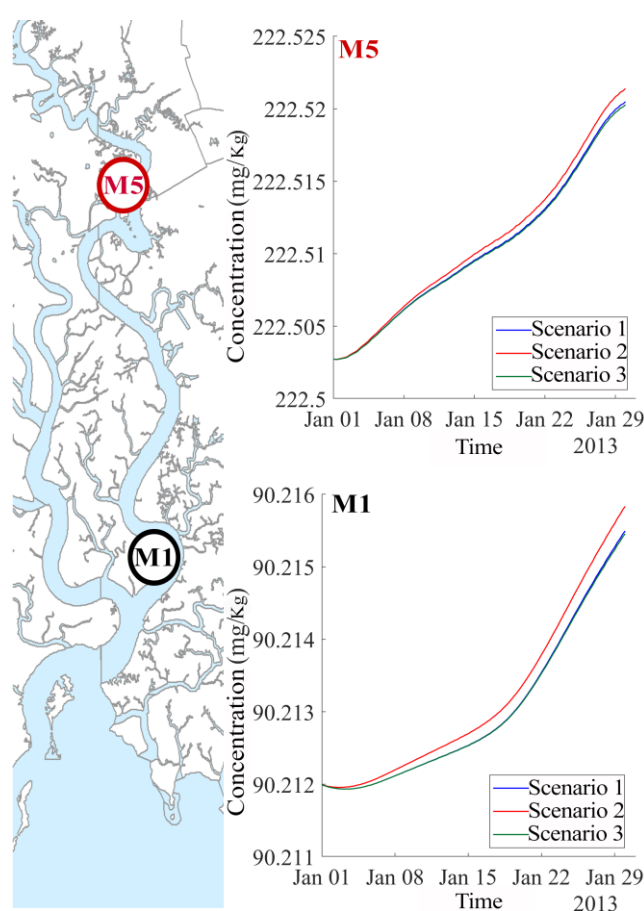 M5
M1
M5
Concentration (mg/Kg)
222.525
222.52
222.515
222.51
222.505
222.5
Scenario 1
Scenario 2
Scenario 3
Jan 01 Jan 08 Jan 15 Jan 22 Jan 29
Time 2013
M1
Concentration (mg/Kg)
90.216
90.215
90.214
90.213
90.212
90.211
Scenario 1
Scenario 2
Scenario 3
Jan 01 Jan 08 Jan 15 Jan 22 Jan 29
Time 2013